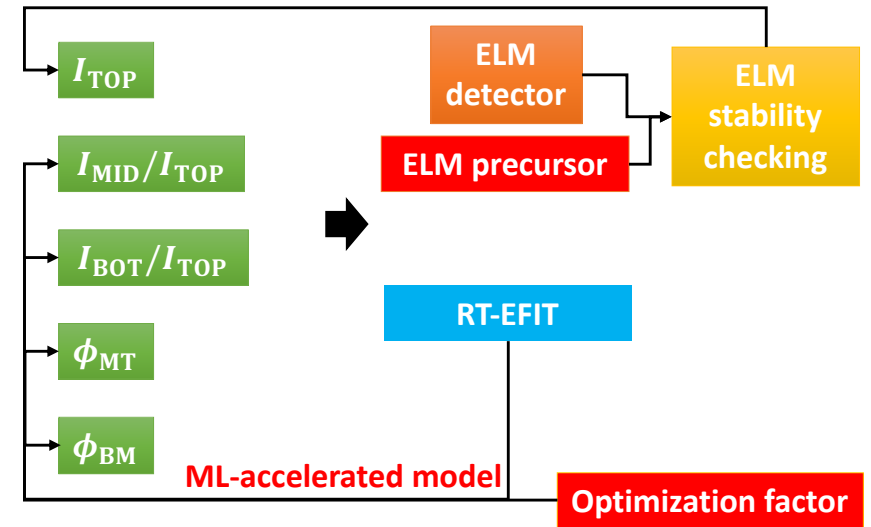 I_TOP
I_MID/I_TOP
I_BOT/I_TOP
ϕ_MT
ϕ_BM
ELM
detector
ELM precursor
ELM
stability
checking
RT-EFIT
ML-accelerated model
Optimization factor